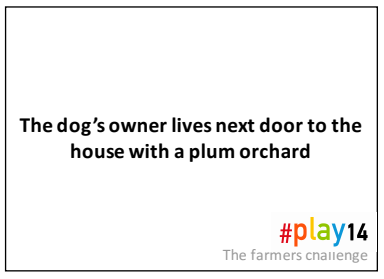 The dog's owner lives next door to the
house with a plum orchard
#play14
The farmers challenge